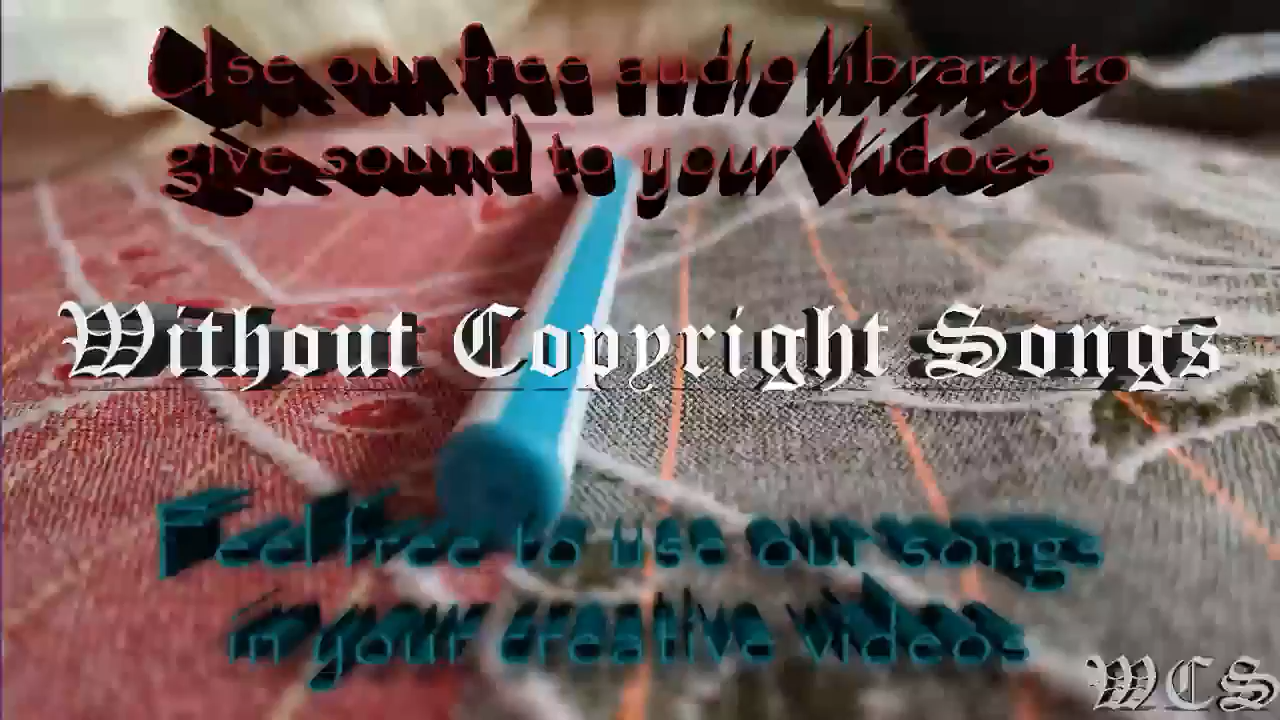 Use our free audio library to
give sound to your Vidoes
Without Copyright Songs
Feel free to use our songs
in your creative videos
WCS